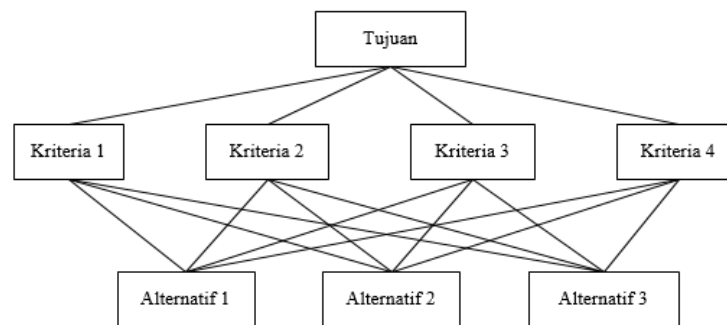 Tujuan
Kriteria 1
Kriteria 2
Kriteria 3
Kriteria 4
Alternatif 1
Alternatif 2
Alternatif 3